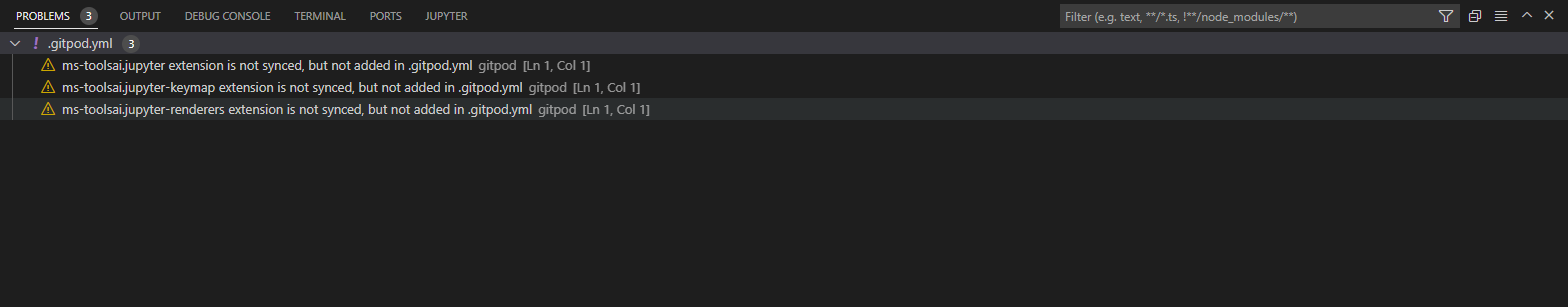 PROBLEMS 3 OUTPUT DEBUG CONSOLE TERMINAL PORTS JUPYTER Filter (e.g. text, **/*.ts, !**/node_modules/**)
! .gitpod.yml 3
ms-toolsai.jupyter extension is not synced, but not added in .gitpod.yml gitpod [Ln 1, Col 1]
ms-toolsai.jupyter-keymap extension is not synced, but not added in .gitpod.yml gitpod [Ln 1, Col 1]
ms-toolsai.jupyter-renderers extension is not synced, but not added in .gitpod.yml gitpod [Ln 1, Col 1]